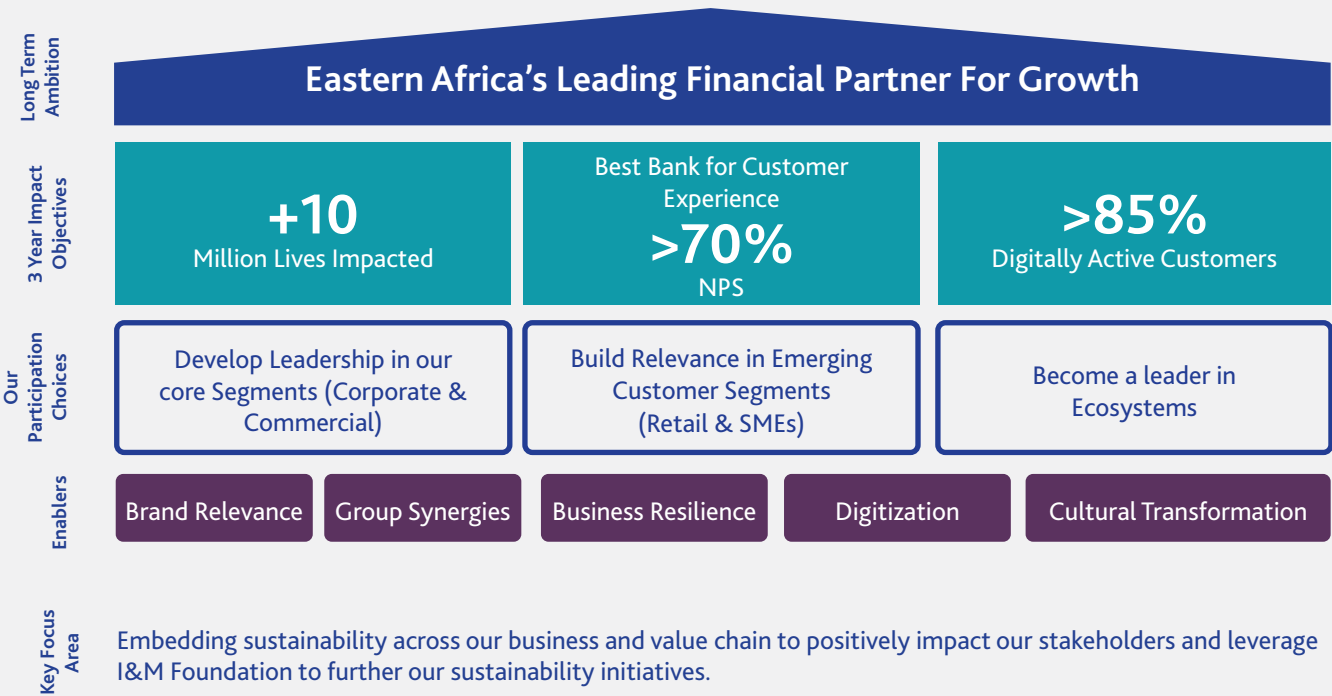 Long Term
Ambition
Eastern Africa’s Leading Financial Partner For Growth
3 Year Impact
Objectives
+10
Million Lives Impacted
Best Bank for Customer
Experience
>70%
NPS
>85%
Digitally Active Customers
Our
Participation
Choices
Develop Leadership in our
core Segments (Corporate &
Commercial)
Build Relevance in Emerging
Customer Segments
(Retail & SMEs)
Become a leader in
Ecosystems
Enablers
Brand Relevance
Group Synergies
Business Resilience
Digitization
Cultural Transformation
Key Focus
Area
Embedding sustainability across our business and value chain to positively impact our stakeholders and leverage
I&M Foundation to further our sustainability initiatives.